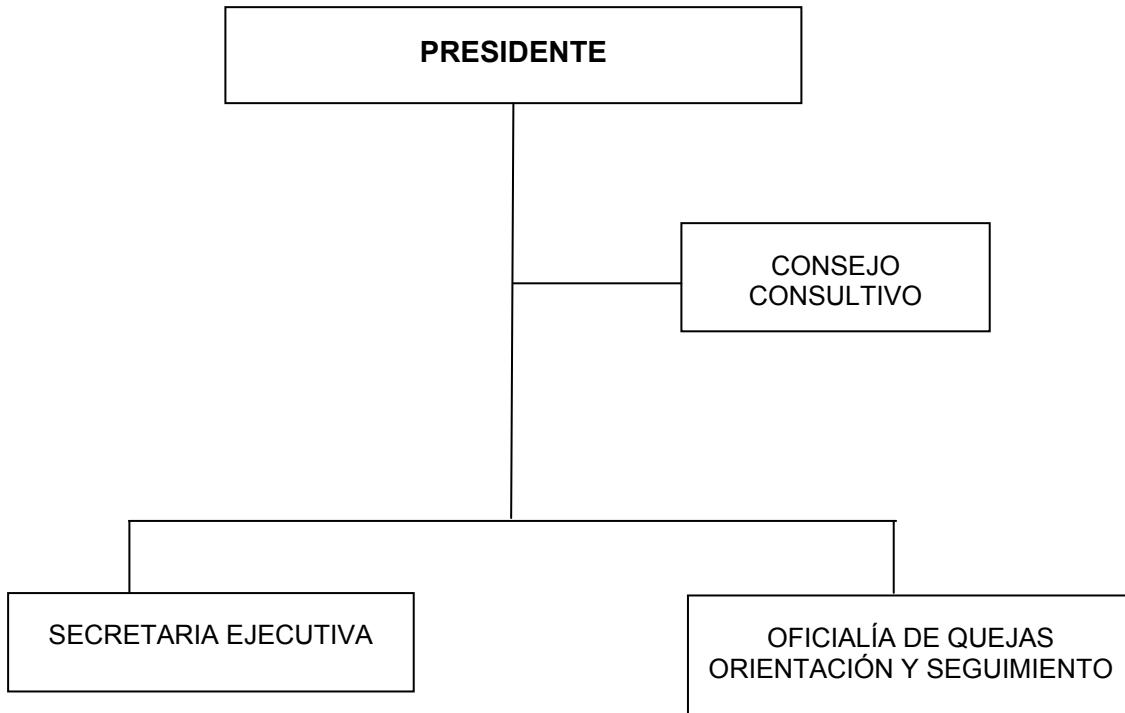 PRESIDENTE
CONSEJO
CONSULTIVO
SECRETARIA EJECUTIVA
OFICIALÍA DE QUEJAS
ORIENTACIÓN Y SEGUIMIENTO